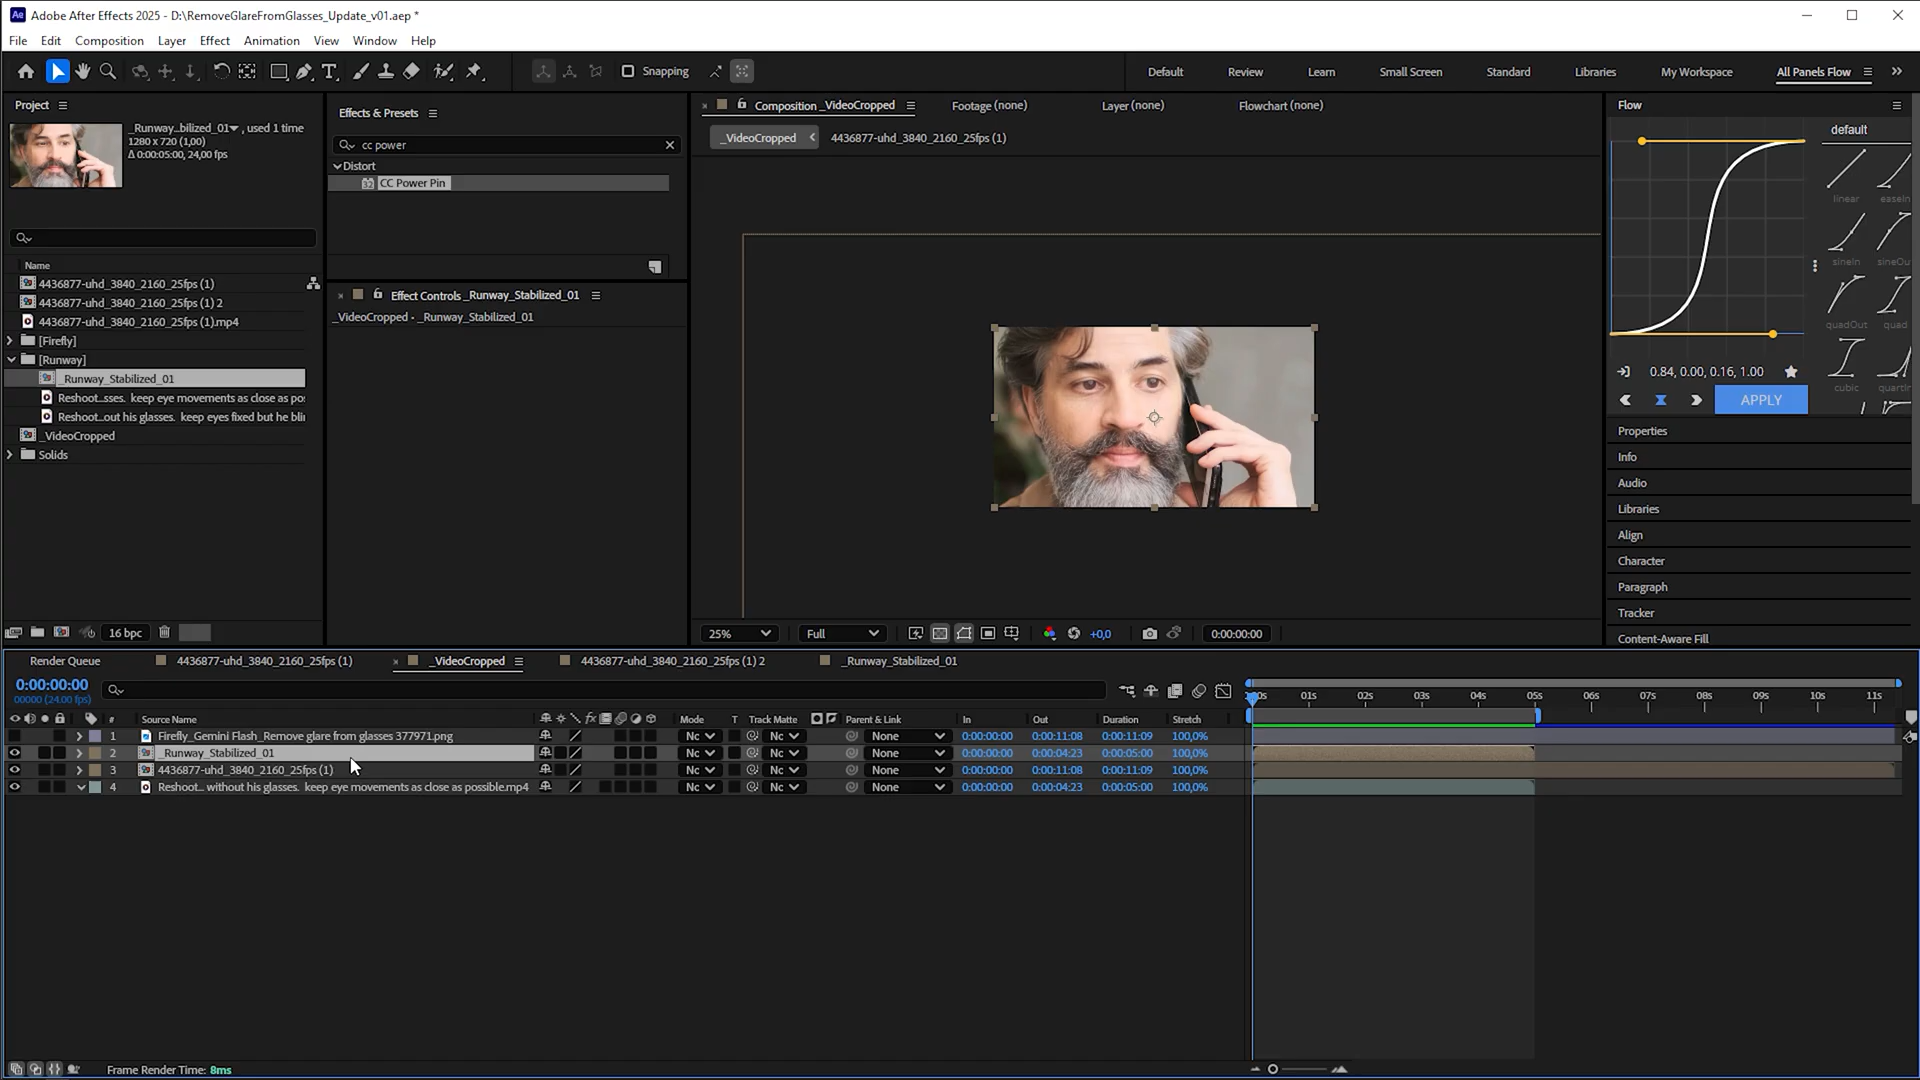 Adobe After Effects 2025 - D:\RemoveGlareFromGlasses_Update_v01.aep *
File Edit Composition Layer Effect Animation View Window Help
Snapping
Default Review Learn Small Screen Standard Libraries My Workspace All Panels Flow
Project
_Runway...bilized_01 , used 1 time
1280 x 720 (1,00)
Δ 0:00:05:00, 24,00 fps
Name
4436877-uhd_3840_2160_25fps (1)
4436877-uhd_3840_2160_25fps (1) 2
4436877-uhd_3840_2160_25fps (1).mp4
[Firefly]
[Runway]
_Runway_Stabilized_01
Reshoot...sses. keep eye movements as close as pos
Reshoot...out his glasses. keep eyes fixed but he blin
_VideoCropped
Solids
16 bpc
Effects & Presets
cc power
Distort
32 CC Power Pin
Effect Controls _Runway_Stabilized_01
_VideoCropped • _Runway_Stabilized_01
Composition _VideoCropped
Footage (none)
Layer (none)
Flowchart (none)
_VideoCropped
4436877-uhd_3840_2160_25fps (1)
25%
Full
+0,0
0:00:00:00
Flow
default
linear easeIn
sineIn sineOu
quadOut quad
cubic quartIn
0.84, 0.00, 0.16, 1.00
APPLY
Properties
Info
Audio
Libraries
Align
Character
Paragraph
Tracker
Content-Aware Fill
Render Queue
4436877-uhd_3840_2160_25fps (1)
_VideoCropped
4436877-uhd_3840_2160_25fps (1) 2
_Runway_Stabilized_01
0:00:00:00
00000 (24.00 fps)
:00s 01s 02s 03s 04s 05s 06s 07s 08s 09s 10s 11s
# Source Name fx Mode T Track Matte Parent & Link In Out Duration Stretch
1 Firefly_Gemini Flash_Remove glare from glasses 377971.png Nc Nc None 0:00:00:00 0:00:11:08 0:00:11:09 100,0%
2 _Runway_Stabilized_01 Nc Nc None 0:00:00:00 0:00:04:23 0:00:05:00 100,0%
3 4436877-uhd_3840_2160_25fps (1) Nc Nc None 0:00:00:00 0:00:11:08 0:00:11:09 100,0%
4 Reshoot... without his glasses. keep eye movements as close as possible.mp4 Nc Nc None 0:00:00:00 0:00:04:23 0:00:05:00 100,0%
Frame Render Time: 8ms